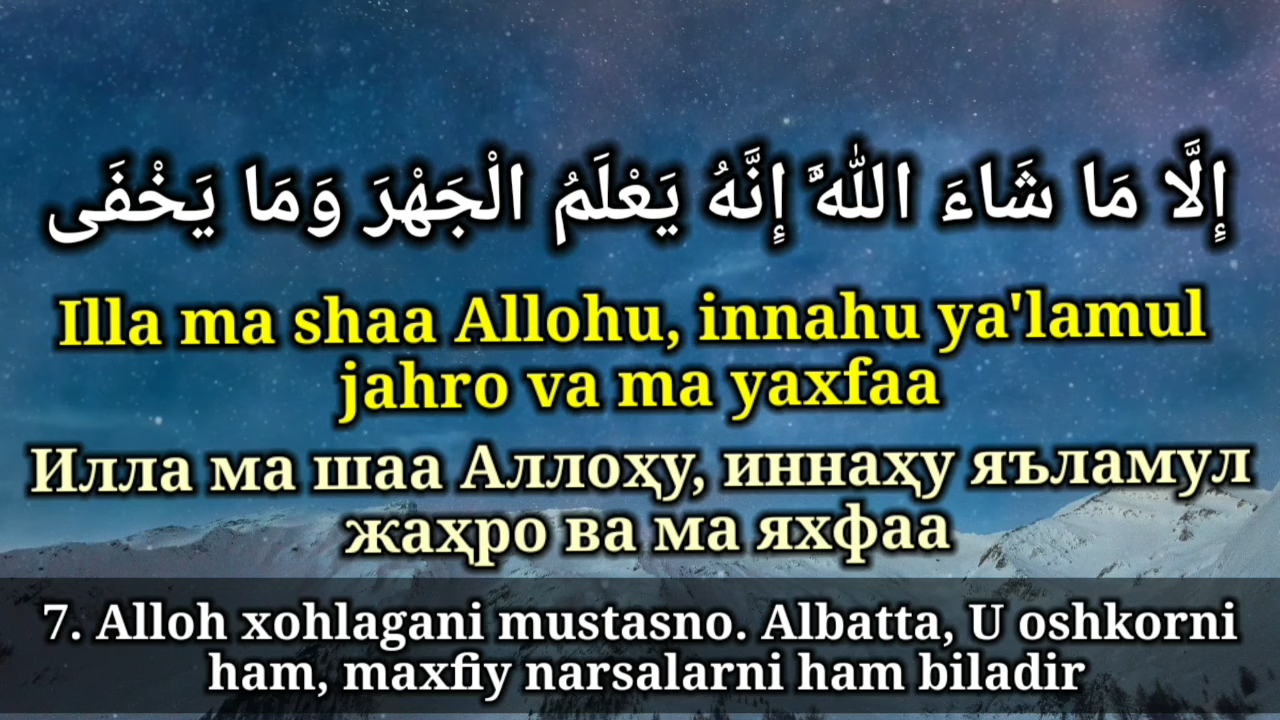 إِلَّا مَا شَاءَ اللَّهُ ۚ إِنَّهُ يَعْلَمُ الْجَهْرَ وَمَا يَخْفَى
Illa ma shaa Allohu, innahu ya'lamul
jahro va ma yaxfaa
Илла ма шаа Аллоҳу, иннаҳу яъламул
жаҳро ва ма яхфаа
7. Alloh xohlagani mustasno. Albatta, U oshkorni
ham, maxfiy narsalarni ham biladir